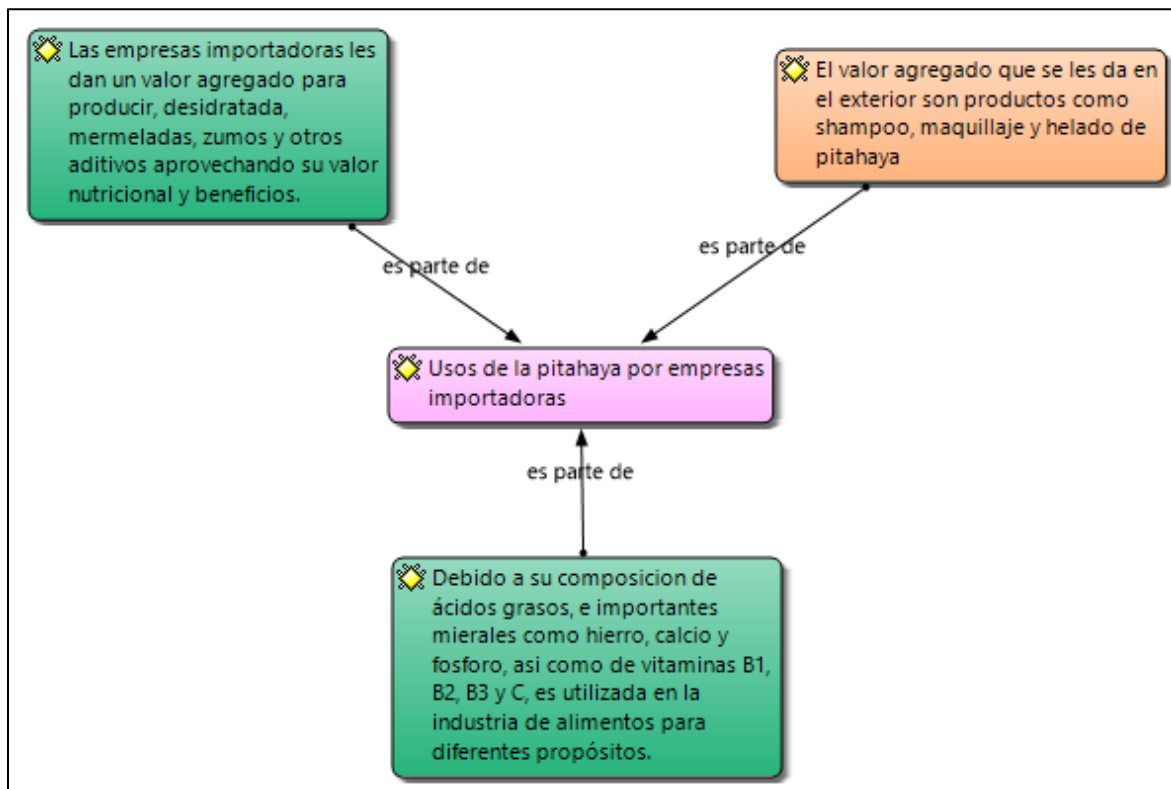 Las empresas importadoras les
dan un valor agregado para
producir, desidratada,
mermeladas, zumos y otros
aditivos aprovechando su valor
nutricional y beneficios.
El valor agregado que se les da en
el exterior son productos como
shampoo, maquillaje y helado de
pitahaya
es parte de
es parte de
Usos de la pitahaya por empresas
importadoras
es parte de
Debido a su composicion de
ácidos grasos, e importantes
mierales como hierro, calcio y
fosforo, asi como de vitaminas B1,
B2, B3 y C, es utilizada en la
industria de alimentos para
diferentes propósitos.